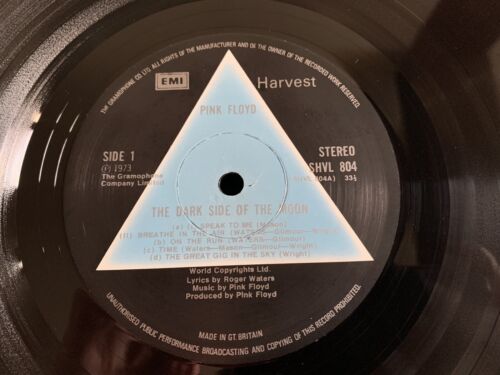 THE GRAMOPHONE CO LTD. ALL RIGHTS OF THE MANUFACTURER AND OF THE OWNER OF THE RECORDED WORK RESERVED.
EMI
Harvest
PINK FLOYD
SIDE 1
℗ 1973
The Gramophone
Company Limited
STEREO
SHVL 804
33⅓
THE DARK SIDE OF THE MOON
(a) (i) SPEAK TO ME (Mason)
(ii) BREATHE IN THE AIR (Waters-Gilmour-Wright)
(b) ON THE RUN (WATERS-Gilmour)
(c) TIME (Waters-Mason-Gilmour-Wright)
(d) THE GREAT GIG IN THE SKY (Wright)
World Copyrights Ltd.
Lyrics by Roger Waters
Music by Pink Floyd
Produced by Pink Floyd
MADE IN GT. BRITAIN
UNAUTHORISED PUBLIC PERFORMANCE BROADCASTING AND COPYING OF THIS RECORD PROHIBITED.